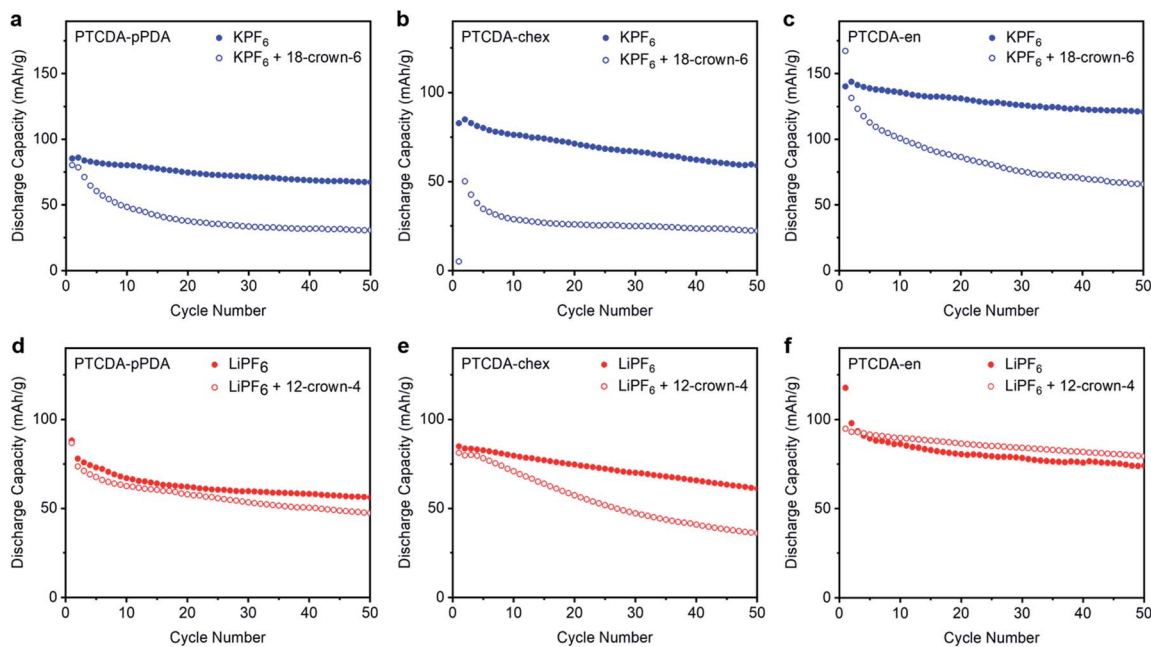 a
PTCDA-pPDA
KPF6
KPF6 + 18-crown-6
Discharge Capacity (mAh/g)
150
100
50
0
0 10 20 30 40 50
Cycle Number
b
PTCDA-chex
KPF6
KPF6 + 18-crown-6
Discharge Capacity (mAh/g)
100
50
0
0 10 20 30 40 50
Cycle Number
c
PTCDA-en
KPF6
KPF6 + 18-crown-6
Discharge Capacity (mAh/g)
150
100
50
0
0 10 20 30 40 50
Cycle Number
d
PTCDA-pPDA
LiPF6
LiPF6 + 12-crown-4
Discharge Capacity (mAh/g)
100
50
0
0 10 20 30 40 50
Cycle Number
e
PTCDA-chex
LiPF6
LiPF6 + 12-crown-4
Discharge Capacity (mAh/g)
100
50
0
0 10 20 30 40 50
Cycle Number
f
PTCDA-en
LiPF6
LiPF6 + 12-crown-4
Discharge Capacity (mAh/g)
100
50
0
0 10 20 30 40 50
Cycle Number